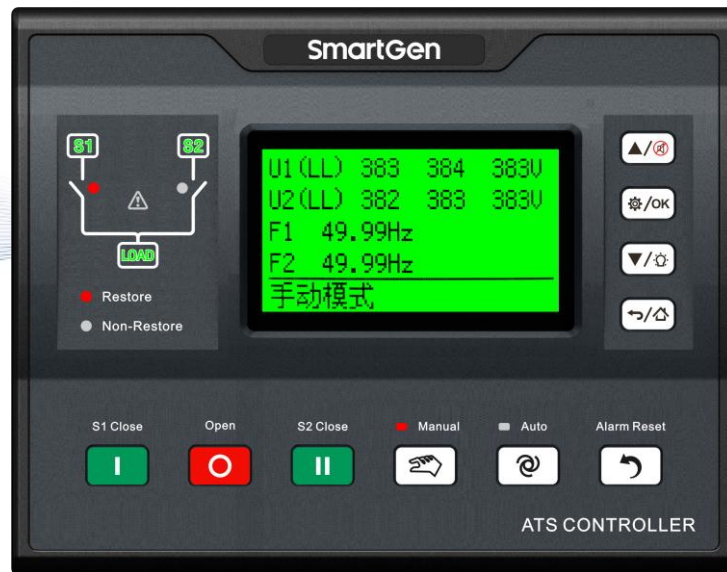 SmartGen
S1
S2
LOAD
Restore
Non-Restore
U1(LL) 383 384 383V
U2(LL) 382 383 383V
F1 49.99Hz
F2 49.99Hz
手动模式
/OK
S1 Close
Open
S2 Close
Manual
Auto
Alarm Reset
I
O
II
ATS CONTROLLER